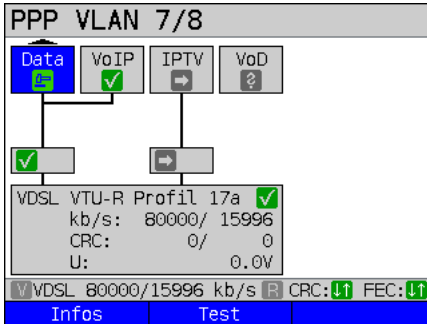 PPP VLAN 7/8
Data VoIP IPTV VoD
VDSL VTU-R Profil 17a
kb/s: 80000/ 15996
CRC: 0/ 0
U: 0.0V
V VDSL 80000/15996 kb/s R CRC: FEC:
Infos Test